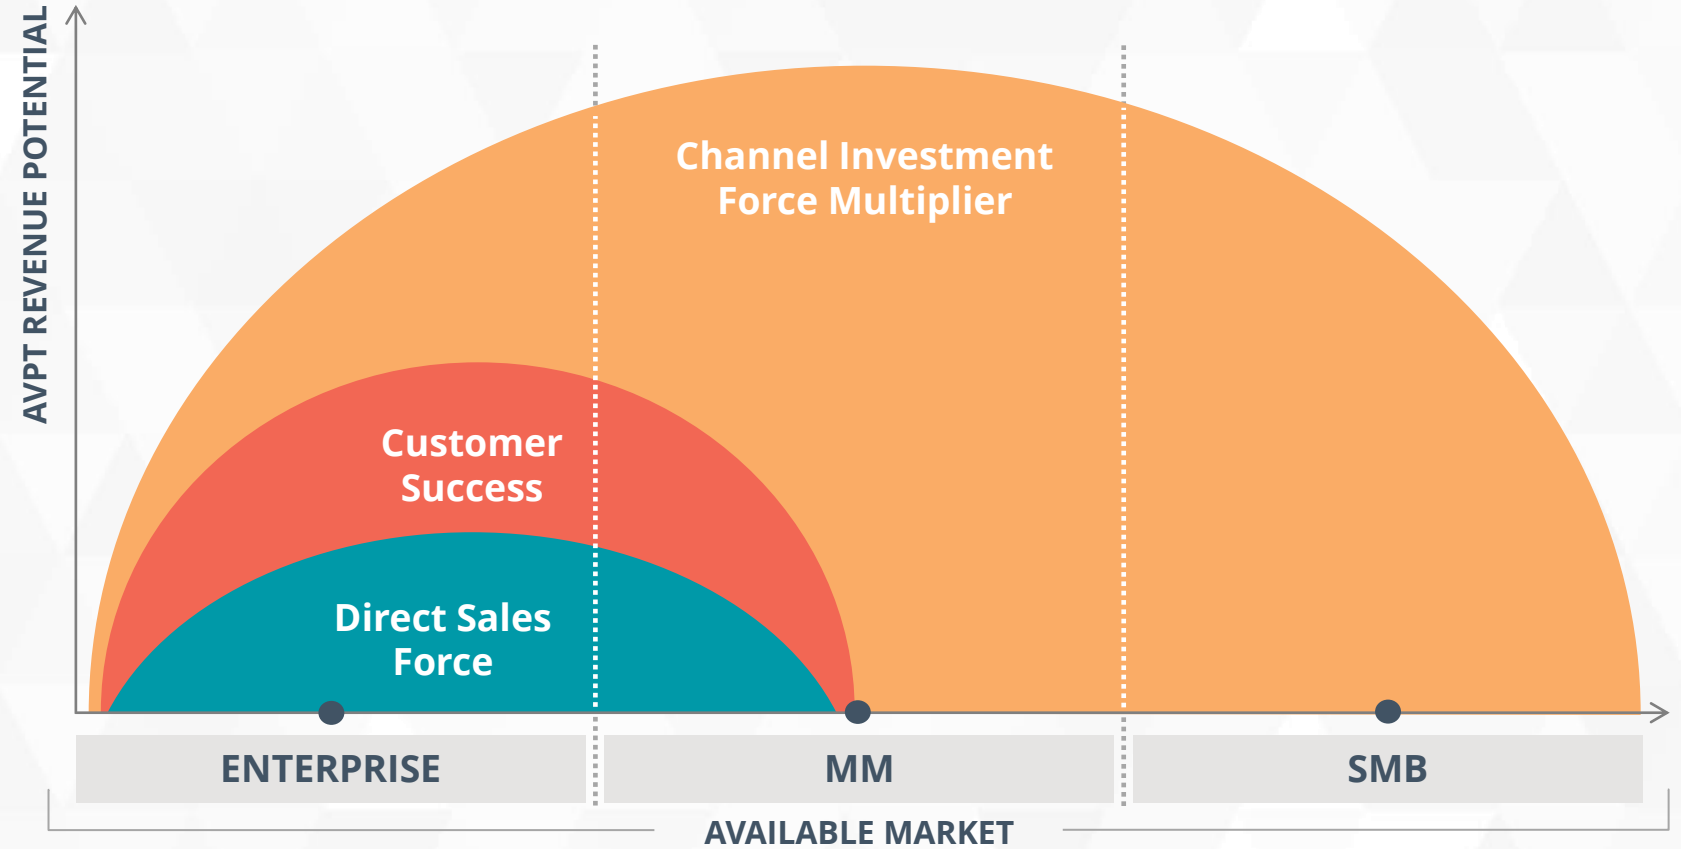 AVPT REVENUE POTENTIAL
Channel Investment
Force Multiplier
Customer
Success
Direct Sales
Force
ENTERPRISE
MM
SMB
AVAILABLE MARKET